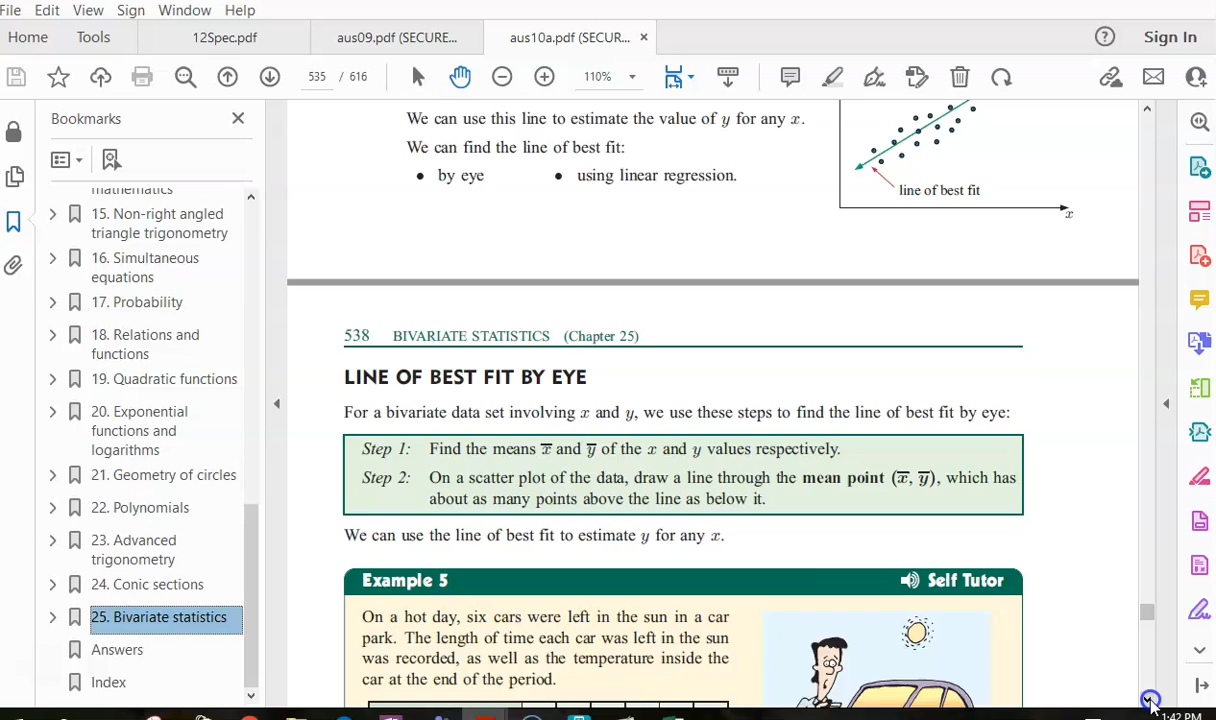 File Edit View Sign Window Help
Home Tools 12Spec.pdf aus09.pdf (SECURE... aus10a.pdf (SECUR... × Sign In
535 / 616 110%
Bookmarks
mathematics
15. Non-right angled
triangle trigonometry
16. Simultaneous
equations
17. Probability
18. Relations and
functions
19. Quadratic functions
20. Exponential
functions and
logarithms
21. Geometry of circles
22. Polynomials
23. Advanced
trigonometry
24. Conic sections
25. Bivariate statistics
Answers
Index
We can use this line to estimate the value of y for any x.
We can find the line of best fit:
• by eye • using linear regression.
line of best fit
x
538 BIVARIATE STATISTICS (Chapter 25)
LINE OF BEST FIT BY EYE
For a bivariate data set involving x and y, we use these steps to find the line of best fit by eye:
Step 1: Find the means x̅ and y̅ of the x and y values respectively.
Step 2: On a scatter plot of the data, draw a line through the mean point (x̅, y̅), which has
about as many points above the line as below it.
We can use the line of best fit to estimate y for any x.
Example 5 Self Tutor
On a hot day, six cars were left in the sun in a car
park. The length of time each car was left in the sun
was recorded, as well as the temperature inside the
car at the end of the period.
1:42 PM